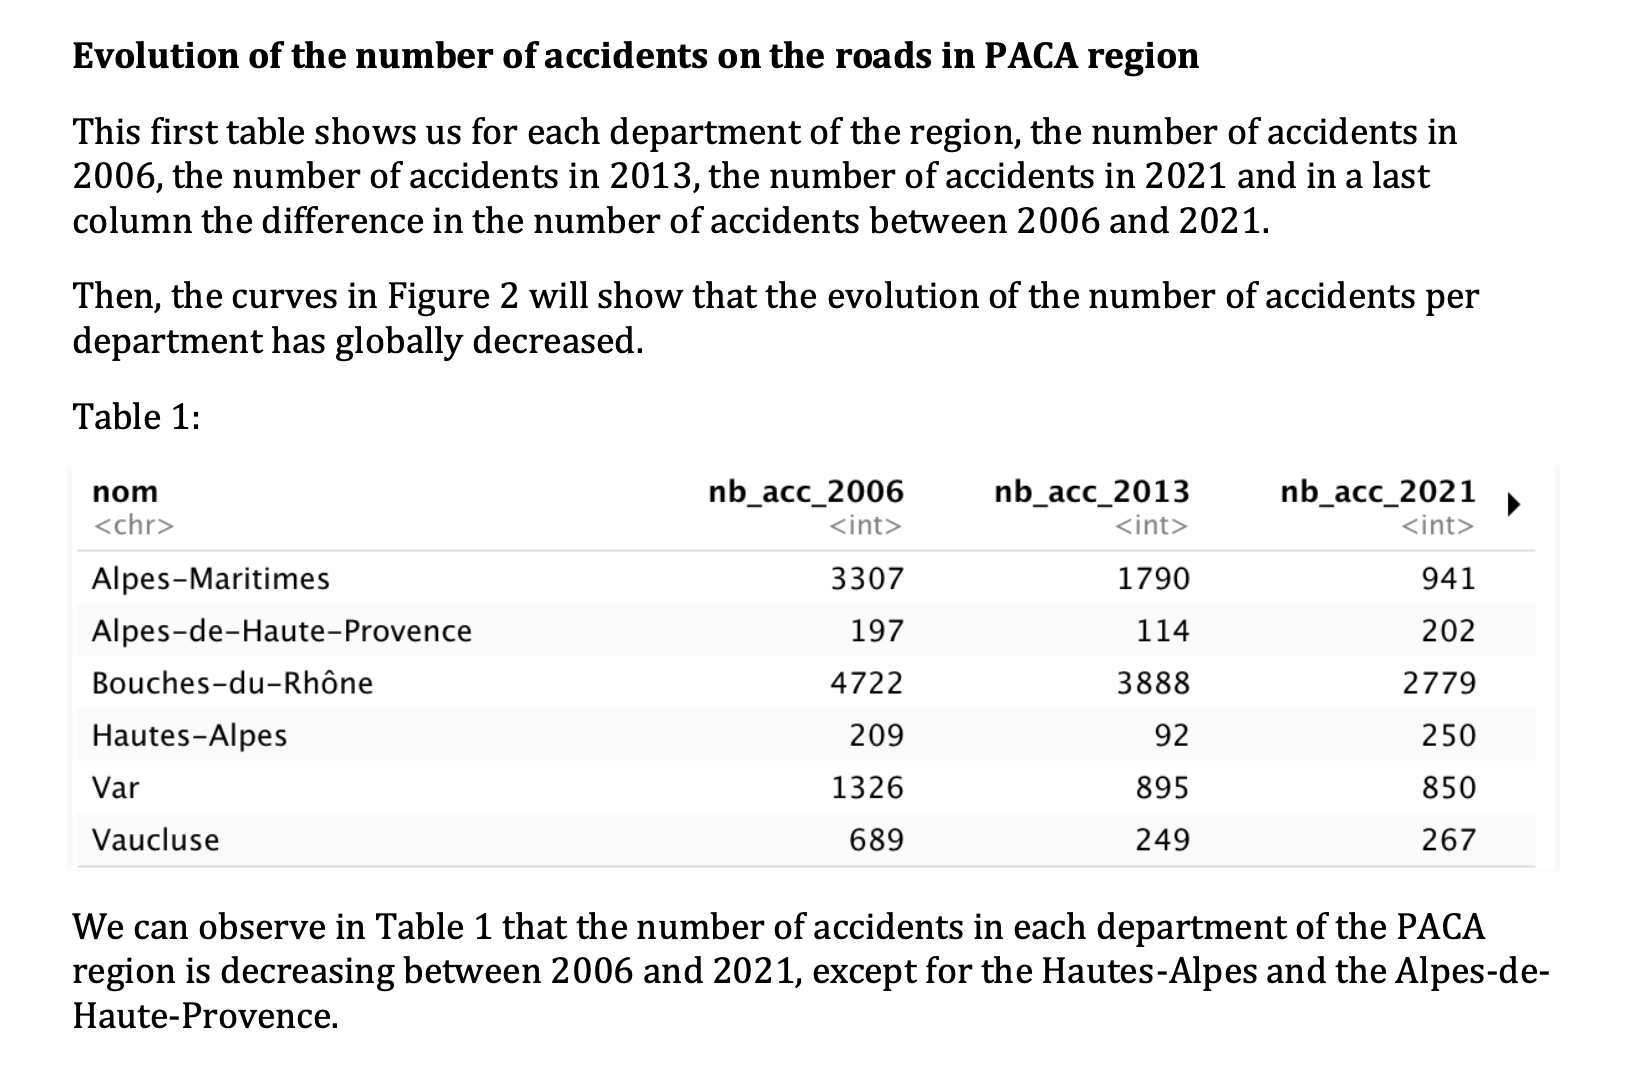 Evolution of the number of accidents on the roads in PACA region
This first table shows us for each department of the region, the number of accidents in
2006, the number of accidents in 2013, the number of accidents in 2021 and in a last
column the difference in the number of accidents between 2006 and 2021.
Then, the curves in Figure 2 will show that the evolution of the number of accidents per
department has globally decreased.
Table 1:
nom nb_acc_2006 nb_acc_2013 nb_acc_2021
<chr> <int> <int> <int>
Alpes-Maritimes 3307 1790 941
Alpes-de-Haute-Provence 197 114 202
Bouches-du-Rhône 4722 3888 2779
Hautes-Alpes 209 92 250
Var 1326 895 850
Vaucluse 689 249 267
We can observe in Table 1 that the number of accidents in each department of the PACA
region is decreasing between 2006 and 2021, except for the Hautes-Alpes and the Alpes-de-
Haute-Provence.